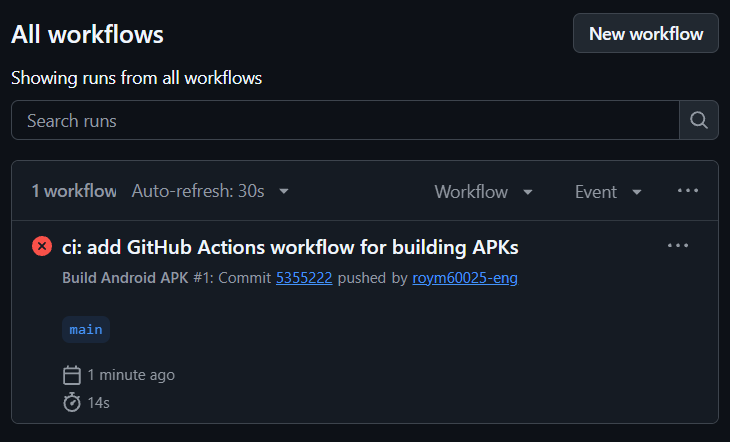 All workflows
New workflow
Showing runs from all workflows
Search runs
1 workflow Auto-refresh: 30s Workflow Event
ci: add GitHub Actions workflow for building APKs
Build Android APK #1: Commit 5355222 pushed by roym60025-eng
main
1 minute ago
14s